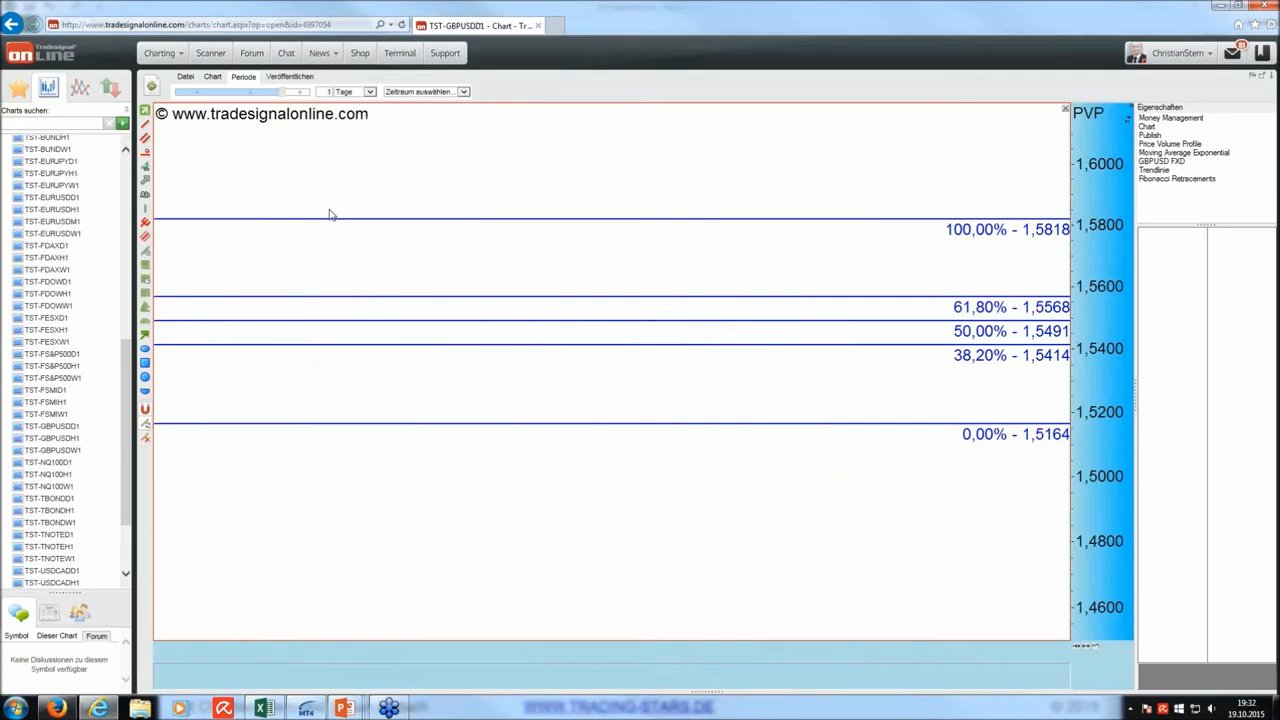 http://www.tradesignalonline.com/charts/chart.aspx?op=open&id=4997054
TST-GBPUSDD1 - Chart - Tr...
Tradesignal
on LINE
Charting
Scanner
Forum
Chat
News
Shop
Terminal
Support
ChristianStern
Datei
Chart
Periode
Veröffentlichen
1 Tage
Zeitraum auswählen ..
Charts suchen:
0
TST-BUNDH1
TST-BUNDW1
TST-EURJPYD1
TST-EURJPYH1
TST-EURJPYW1
TST-EURUSDD1
TST-EURUSDH1
TST-EURUSDM1
TST-EURUSDW1
TST-FDAXD1
TST-FDAXH1
TST-FDAXW1
TST-FDOWD1
TST-FDOWH1
TST-FDOWW1
TST-FESXD1
TST-FESXH1
TST-FESXW1
TST-FS&P500D1
TST-FS&P500H1
TST-FS&P500W1
TST-FSMID1
TST-FSMIH1
TST-FSMIW1
TST-GBPUSDD1
TST-GBPUSDH1
TST-GBPUSDW1
TST-NQ100D1
TST-NQ100H1
TST-NQ100W1
TST-TBONDD1
TST-TBONDH1
TST-TBONDW1
TST-TNOTED1
TST-TNOTEH1
TST-TNOTEW1
TST-USDCADD1
TST-USDCADH1
Symbol
Dieser Chart
Forum
Keine Diskussionen zu diesem
Symbol verfügbar
© www.tradesignalonline.com
100,00% - 1,5818
61,80% - 1,5568
50,00% - 1,5491
38,20% - 1,5414
0,00% - 1,5164
PVP
1,6000
1,5800
1,5600
1,5400
1,5200
1,5000
1,4800
1,4600
Eigenschaften
Money Management
Chart
Publish
Price Volume Profile
Moving Average Exponential
GBPUSD FXD
Trendlinie
Fibonacci Retracements
MT4
WWW.TRADING-STARS.DE
19:32
19.10.2015